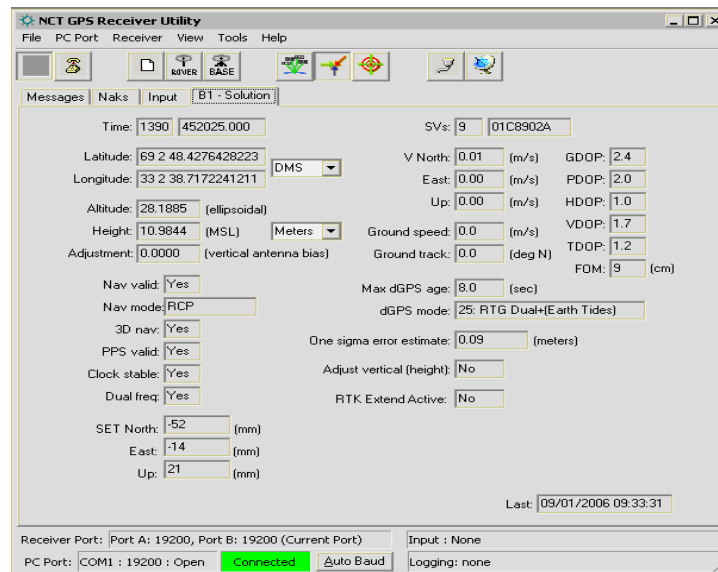 NCT GPS Receiver Utility
File PC Port Receiver View Tools Help
ROVER BASE
Messages Naks Input B1 - Solution
Time: 1390 452025.000 SVs: 9 01C8902A
Latitude: 69 2 48.4276428223 DMS V North: 0.01 (m/s) GDOP: 2.4
Longitude: 33 2 38.7172241211 East: 0.00 (m/s) PDOP: 2.0
Altitude: 28.1885 (ellipsoidal) Up: 0.00 (m/s) HDOP: 1.0
Height: 10.9844 (MSL) Meters Ground speed: 0.0 (m/s) VDOP: 1.7
Adjustment: 0.0000 (vertical antenna bias) Ground track: 0.0 (deg N) TDOP: 1.2
FOM: 9 (cm)
Nav valid: Yes Max dGPS age: 8.0 (sec)
Nav mode: RCP dGPS mode: 25: RTG Dual+(Earth Tides)
3D nav: Yes One sigma error estimate: 0.09 (meters)
PPS valid: Yes
Clock stable: Yes Adjust vertical (height): No
Dual freq: Yes RTK Extend Active: No
SET North: -52 (mm)
East: -14 (mm)
Up: 21 (mm)
Last: 09/01/2006 09:33:31
Receiver Port: Port A: 19200, Port B: 19200 (Current Port) Input : None
PC Port: COM1 : 19200 : Open Connected Auto Baud Logging: none